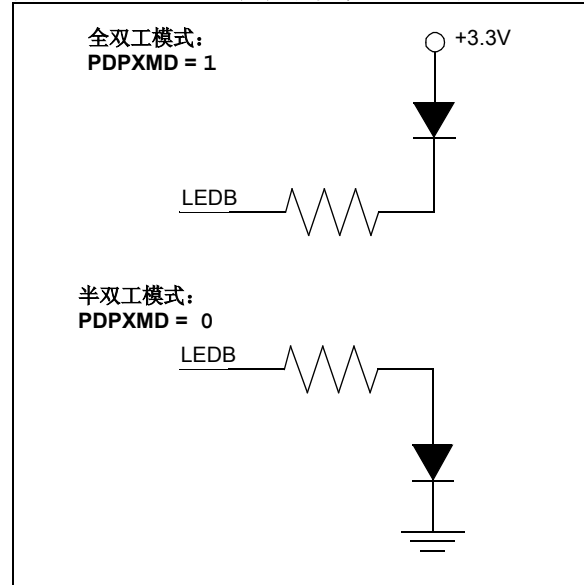 全双工模式：
PDPXMD = 1
+3.3V
LEDB
半双工模式：
PDPXMD = 0
LEDB